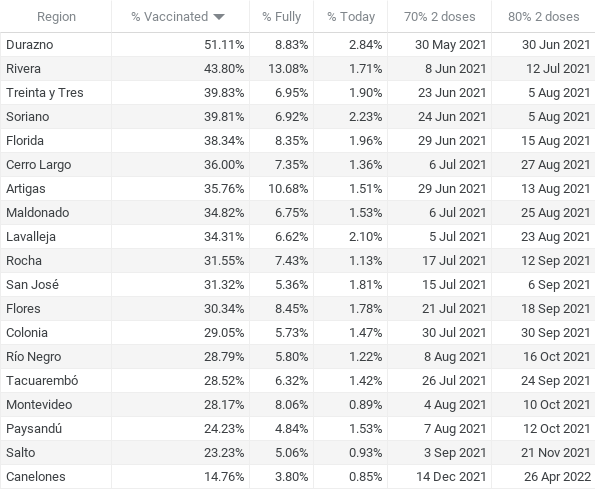 Region % Vaccinated % Fully % Today 70% 2 doses 80% 2 doses
Durazno 51.11% 8.83% 2.84% 30 May 2021 30 Jun 2021
Rivera 43.80% 13.08% 1.71% 8 Jun 2021 12 Jul 2021
Treinta y Tres 39.83% 6.95% 1.90% 23 Jun 2021 5 Aug 2021
Soriano 39.81% 6.92% 2.23% 24 Jun 2021 5 Aug 2021
Florida 38.34% 8.35% 1.96% 29 Jun 2021 15 Aug 2021
Cerro Largo 36.00% 7.35% 1.36% 6 Jul 2021 27 Aug 2021
Artigas 35.76% 10.68% 1.51% 29 Jun 2021 13 Aug 2021
Maldonado 34.82% 6.75% 1.53% 6 Jul 2021 25 Aug 2021
Lavalleja 34.31% 6.62% 2.10% 5 Jul 2021 23 Aug 2021
Rocha 31.55% 7.43% 1.13% 17 Jul 2021 12 Sep 2021
San José 31.32% 5.36% 1.81% 15 Jul 2021 6 Sep 2021
Flores 30.34% 8.45% 1.78% 21 Jul 2021 18 Sep 2021
Colonia 29.05% 5.73% 1.47% 30 Jul 2021 30 Sep 2021
Río Negro 28.79% 5.80% 1.22% 8 Aug 2021 16 Oct 2021
Tacuarembó 28.52% 6.32% 1.42% 26 Jul 2021 24 Sep 2021
Montevideo 28.17% 8.06% 0.89% 4 Aug 2021 10 Oct 2021
Paysandú 24.23% 4.84% 1.53% 7 Aug 2021 12 Oct 2021
Salto 23.23% 5.06% 0.93% 3 Sep 2021 21 Nov 2021
Canelones 14.76% 3.80% 0.85% 14 Dec 2021 26 Apr 2022